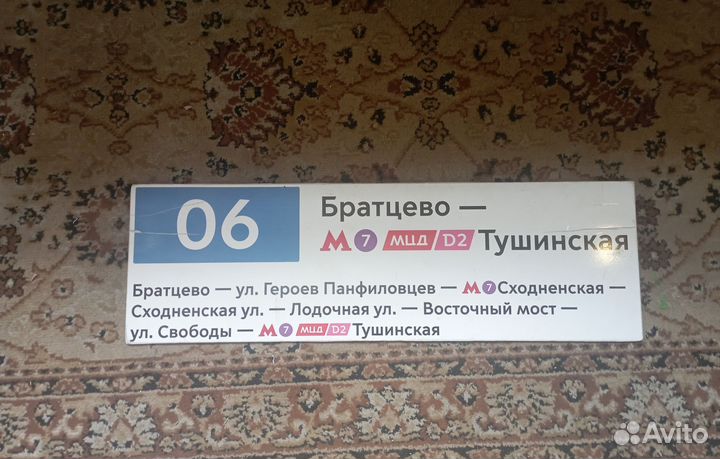 06
Братцево —
М 7 МЦД D2 Тушинская
Братцево — ул. Героев Панфиловцев — М 7 Сходненская —
Сходненская ул. — Лодочная ул. — Восточный мост —
ул. Свободы — М 7 МЦД D2 Тушинская
Avito